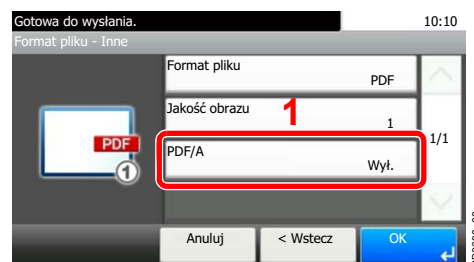 Gotowa do wysłania.
10:10
Format pliku - Inne
Format pliku
PDF
Jakość obrazu
1
1
PDF/A
Wył.
1/1
PDF
1
Anuluj
< Wstecz
OK